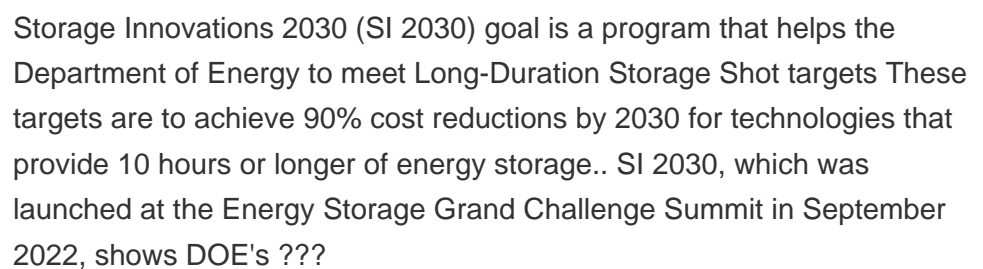 Storage Innovations 2030 (SI 2030) goal is a program that helps the
Department of Energy to meet Long-Duration Storage Shot targets These
targets are to achieve 90% cost reductions by 2030 for technologies that
provide 10 hours or longer of energy storage.. SI 2030, which was
launched at the Energy Storage Grand Challenge Summit in September
2022, shows DOE's ???